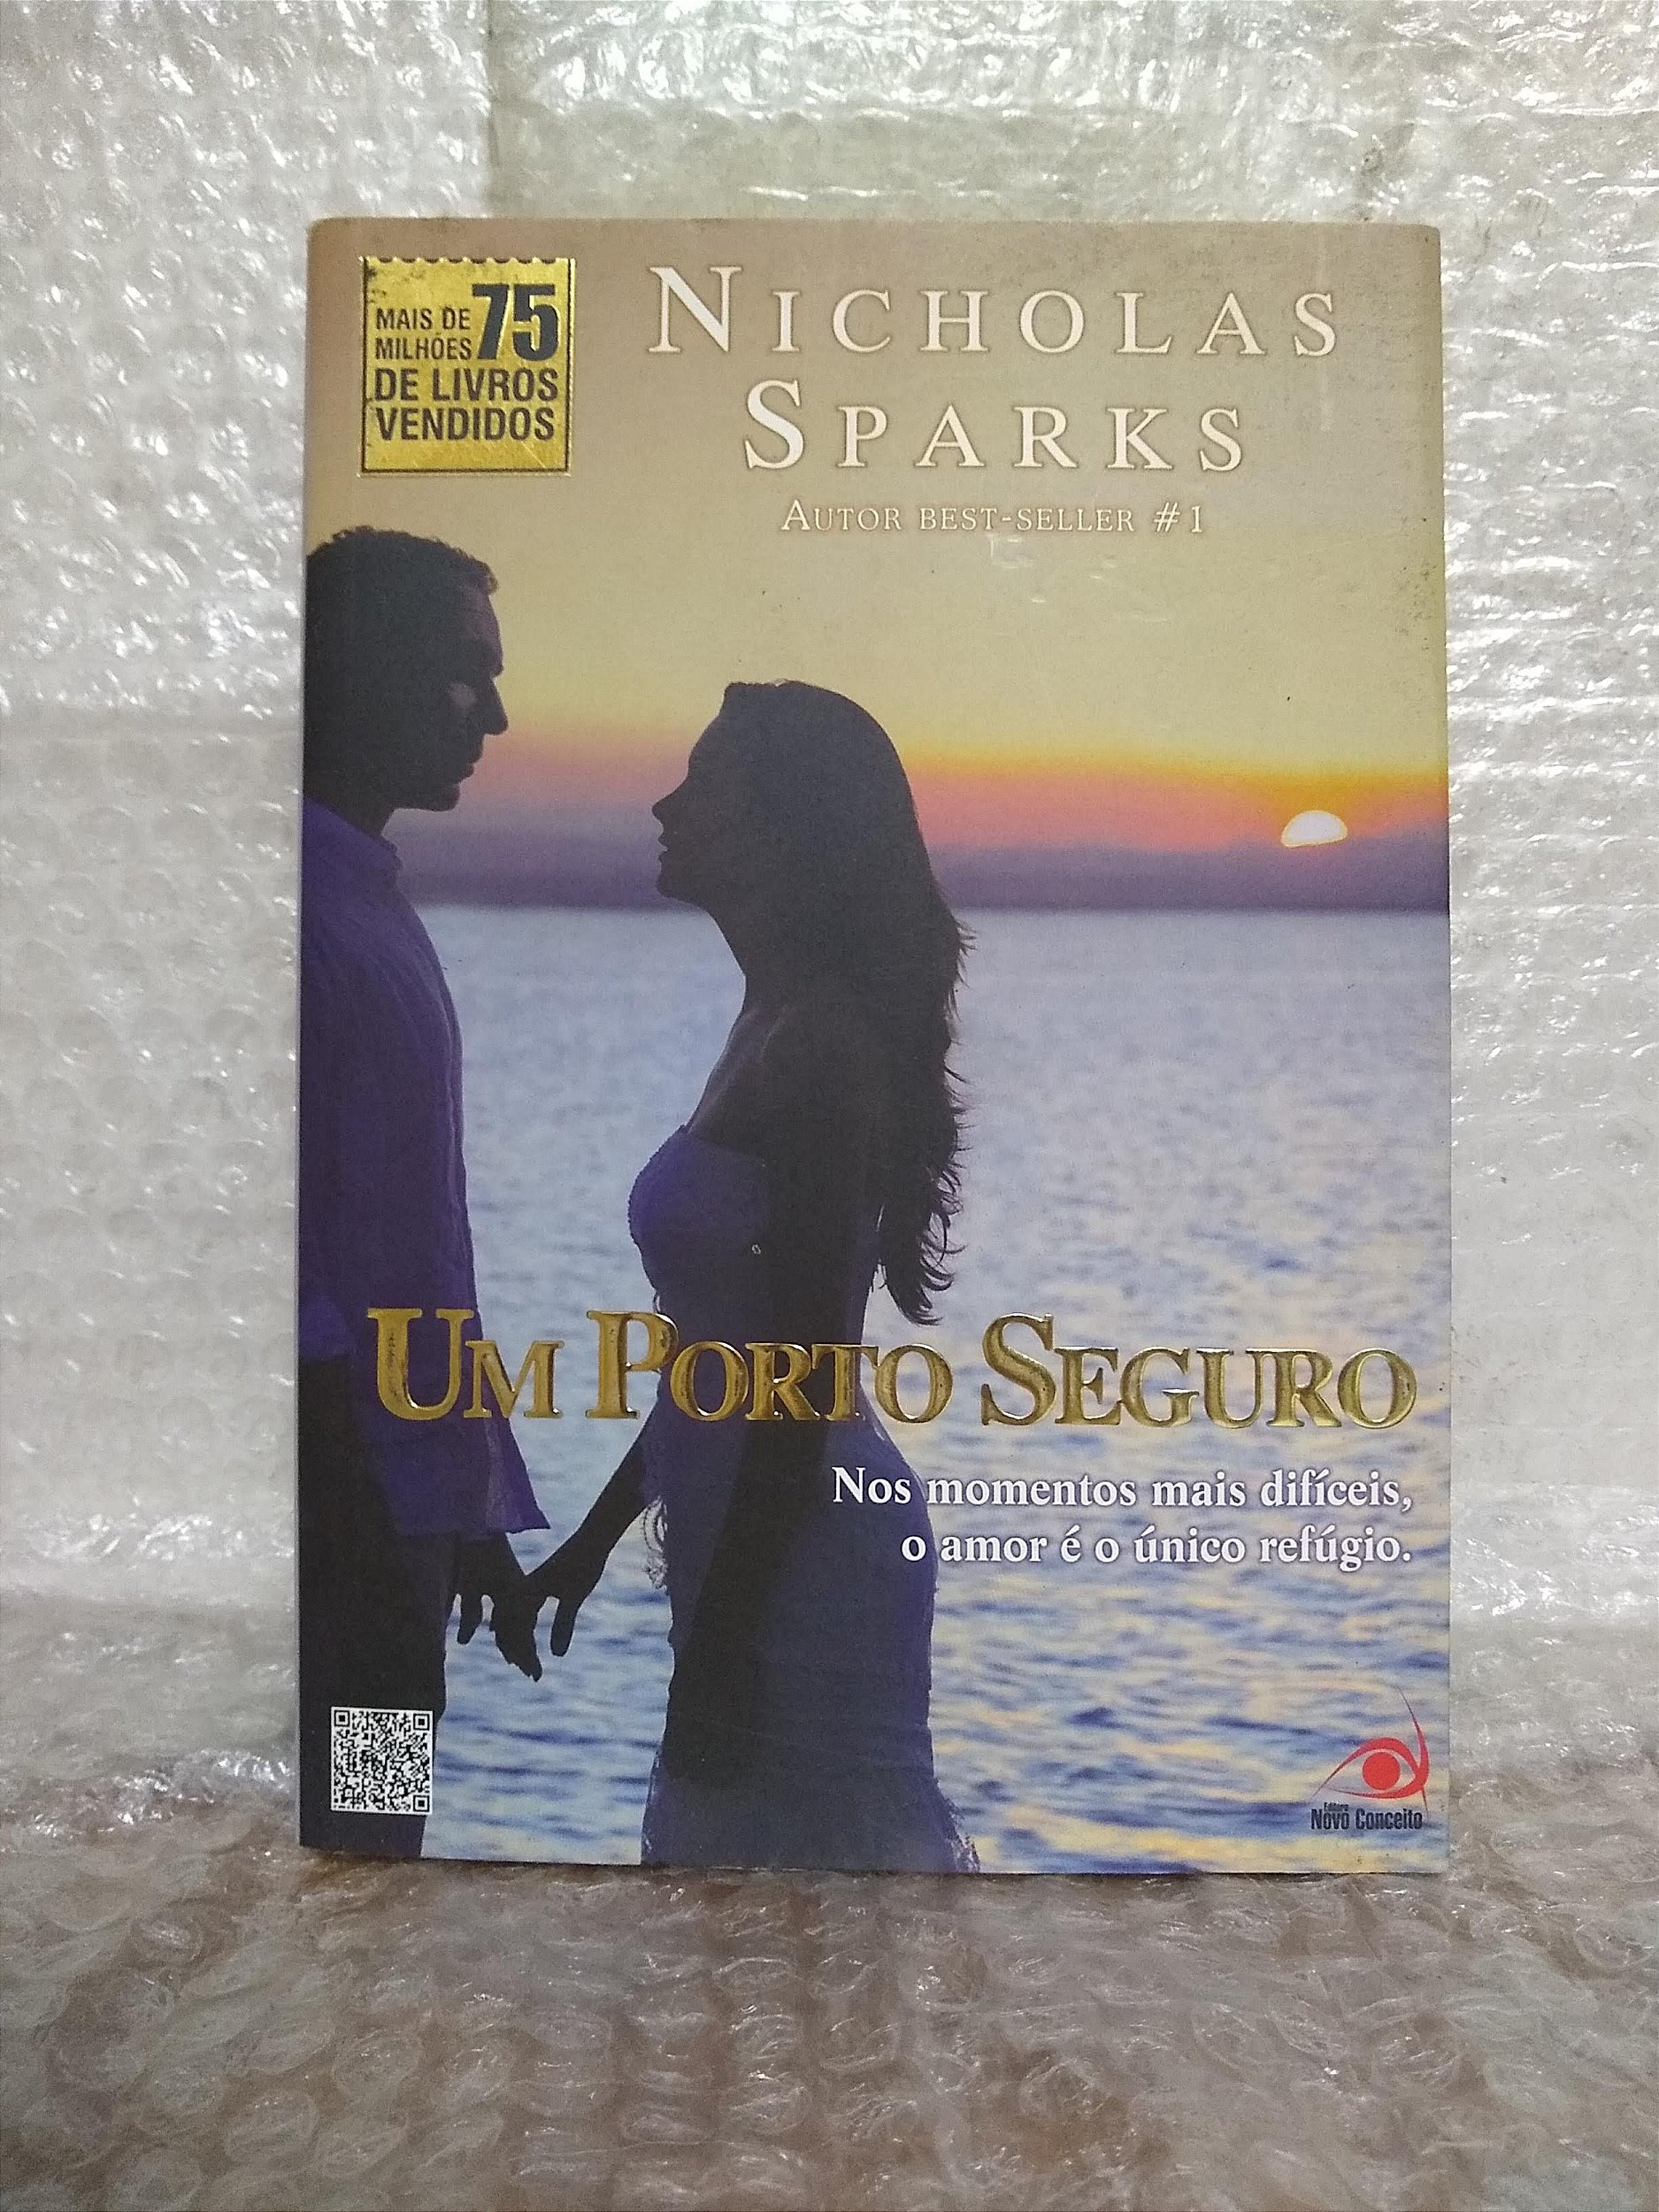 MAIS DE 75
MILHÕES
DE LIVROS
VENDIDOS
NICHOLAS
SPARKS
AUTOR BEST-SELLER #1
UM PORTO SEGURO
Nos momentos mais difíceis,
o amor é o único refúgio.
Editora
Novo Conceito